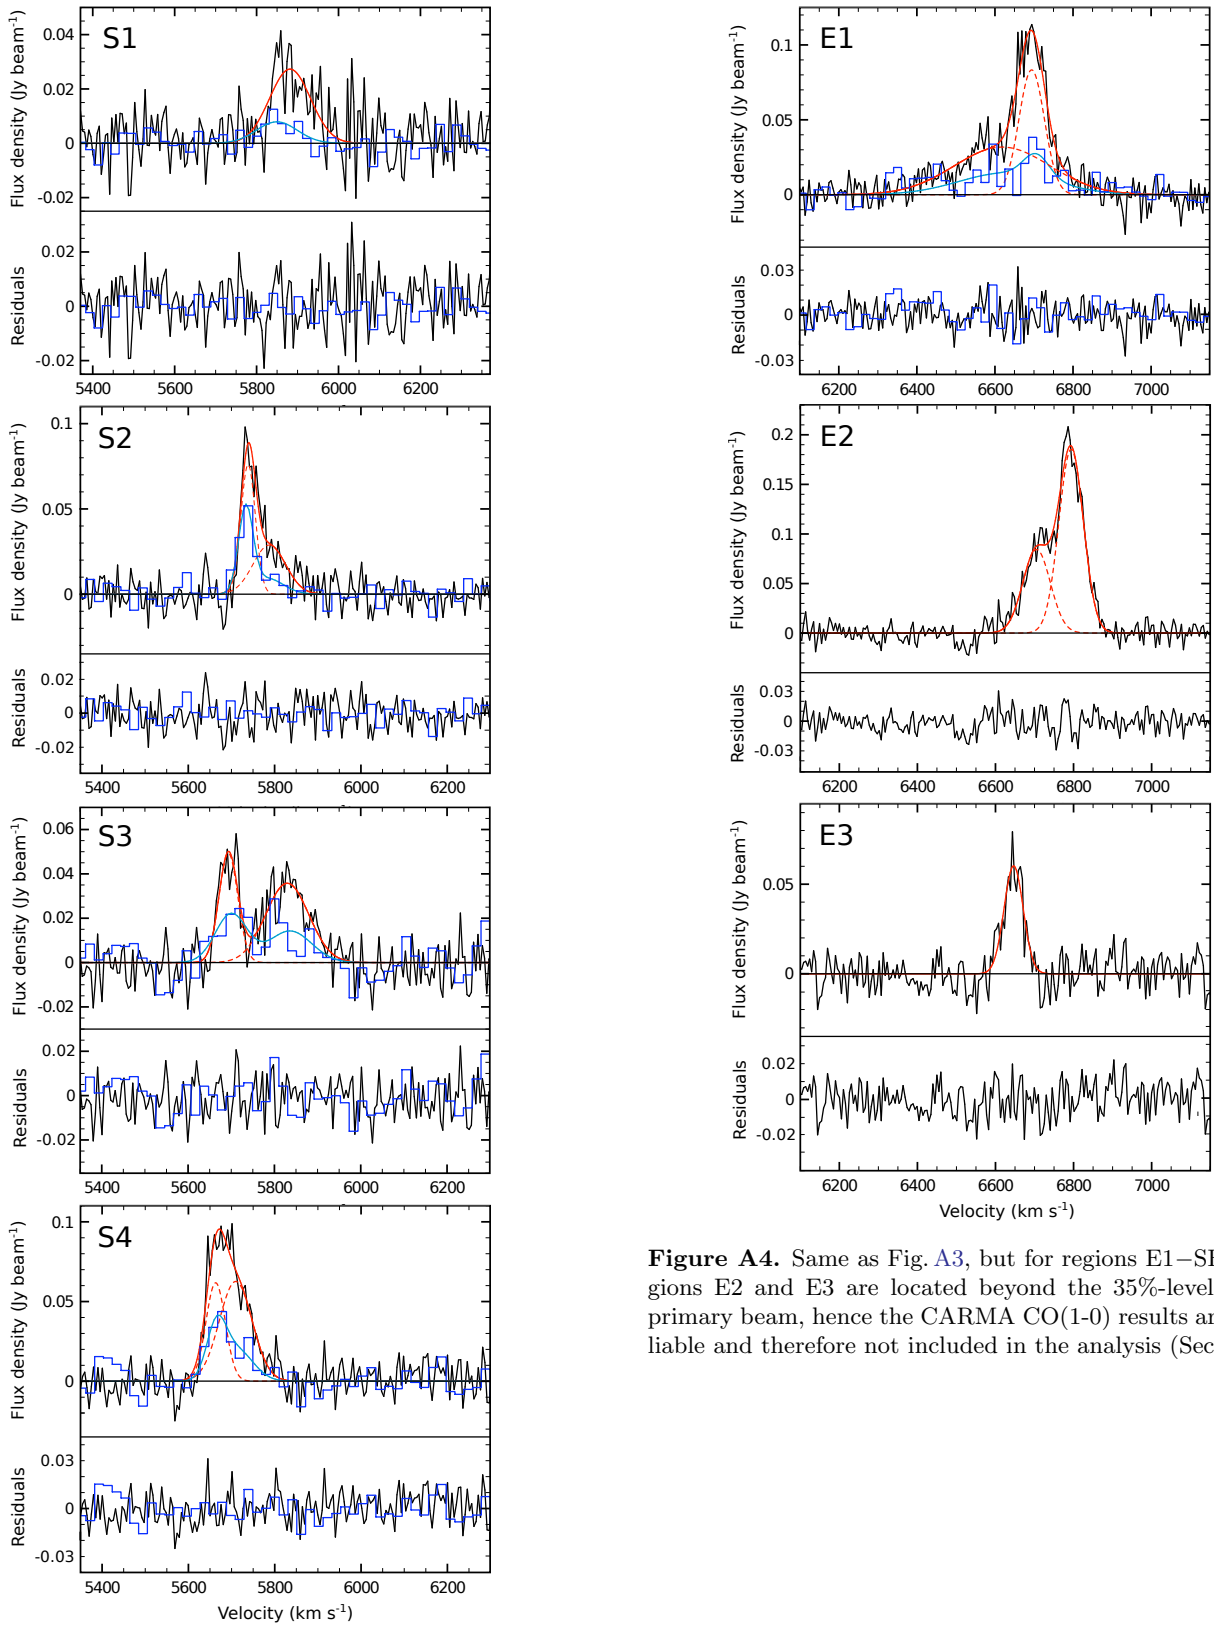 S1
Flux density (Jy beam-1)
0.04
0.02
0
-0.02
Residuals
0.02
0
-0.02
5400 5600 5800 6000 6200
S2
Flux density (Jy beam-1)
0.1
0.05
0
Residuals
0.02
0
-0.02
5400 5600 5800 6000 6200
S3
Flux density (Jy beam-1)
0.06
0.04
0.02
0
-0.02
Residuals
0.02
0
-0.02
5400 5600 5800 6000 6200
S4
Flux density (Jy beam-1)
0.1
0.05
0
Residuals
0.03
0
-0.03
5400 5600 5800 6000 6200
Velocity (km s-1)
E1
Flux density (Jy beam-1)
0.1
0.05
0
Residuals
0.03
0
-0.03
6200 6400 6600 6800 7000
E2
Flux density (Jy beam-1)
0.2
0.15
0.1
0.05
0
Residuals
0.03
0
-0.03
6200 6400 6600 6800 7000
E3
Flux density (Jy beam-1)
0.05
0
Residuals
0.02
0
-0.02
6200 6400 6600 6800 7000
Velocity (km s-1)
Figure A4. Same as Fig. A3, but for regions E1−SE
gions E2 and E3 are located beyond the 35%-level
primary beam, hence the CARMA CO(1-0) results ar
liable and therefore not included in the analysis (Sec